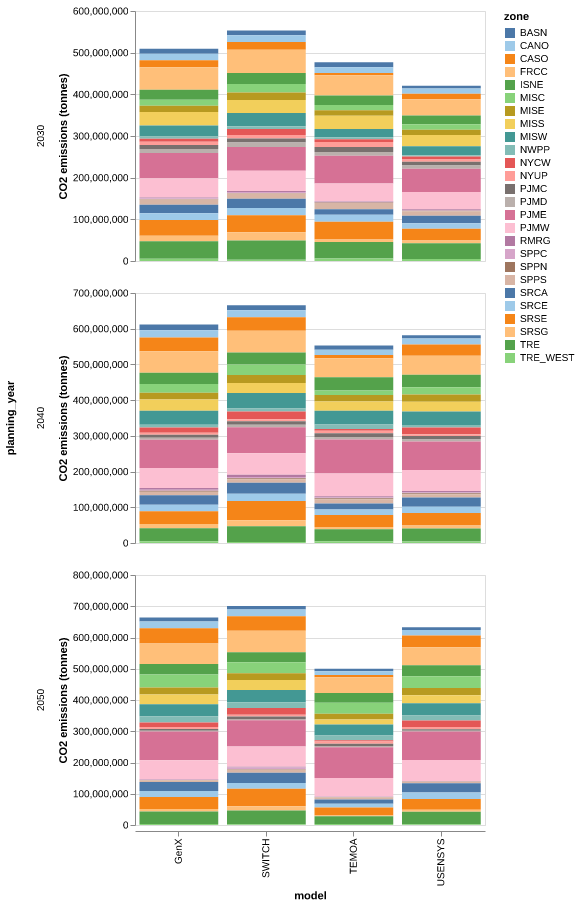 zone
BASN
CANO
CASO
FRCC
ISNE
MISC
MISE
MISS
MISW
NWPP
NYCW
NYUP
PJMC
PJMD
PJME
PJMW
RMRG
SPPC
SPPN
SPPS
SRCA
SRCE
SRSE
SRSG
TRE
TRE_WEST
planning_year
2030
CO2 emissions (tonnes)
600,000,000
500,000,000
400,000,000
300,000,000
200,000,000
100,000,000
0
2040
CO2 emissions (tonnes)
700,000,000
600,000,000
500,000,000
400,000,000
300,000,000
200,000,000
100,000,000
0
2050
CO2 emissions (tonnes)
800,000,000
700,000,000
600,000,000
500,000,000
400,000,000
300,000,000
200,000,000
100,000,000
0
GenX
SWITCH
TEMOA
USENSYS
model